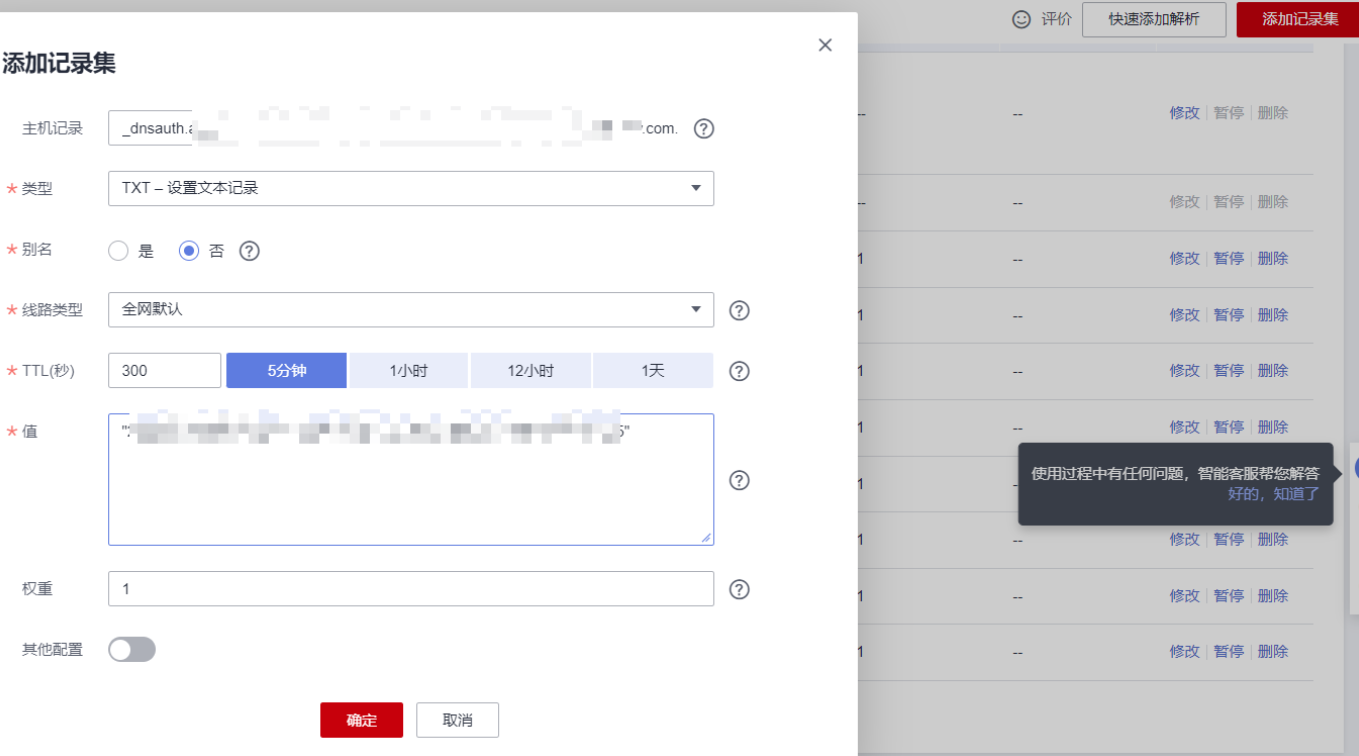 评价 快速添加解析 添加记录集
添加记录集
主机记录 _dnsauth. .com.
* 类型 TXT – 设置文本记录
* 别名 是 否
* 线路类型 全网默认
* TTL(秒) 300 5分钟 1小时 12小时 1天
* 值 " 5"
权重 1
其他配置
确定 取消
-- -- 修改 暂停 删除
-- -- 修改 暂停 删除
1 -- 修改 暂停 删除
1 -- 修改 暂停 删除
1 -- 修改 暂停 删除
1 -- 修改 暂停 删除
使用过程中有任何问题，智能客服帮您解答
好的，知道了
1
1 -- 修改 暂停 删除
1 -- 修改 暂停 删除
1 -- 修改 暂停 删除